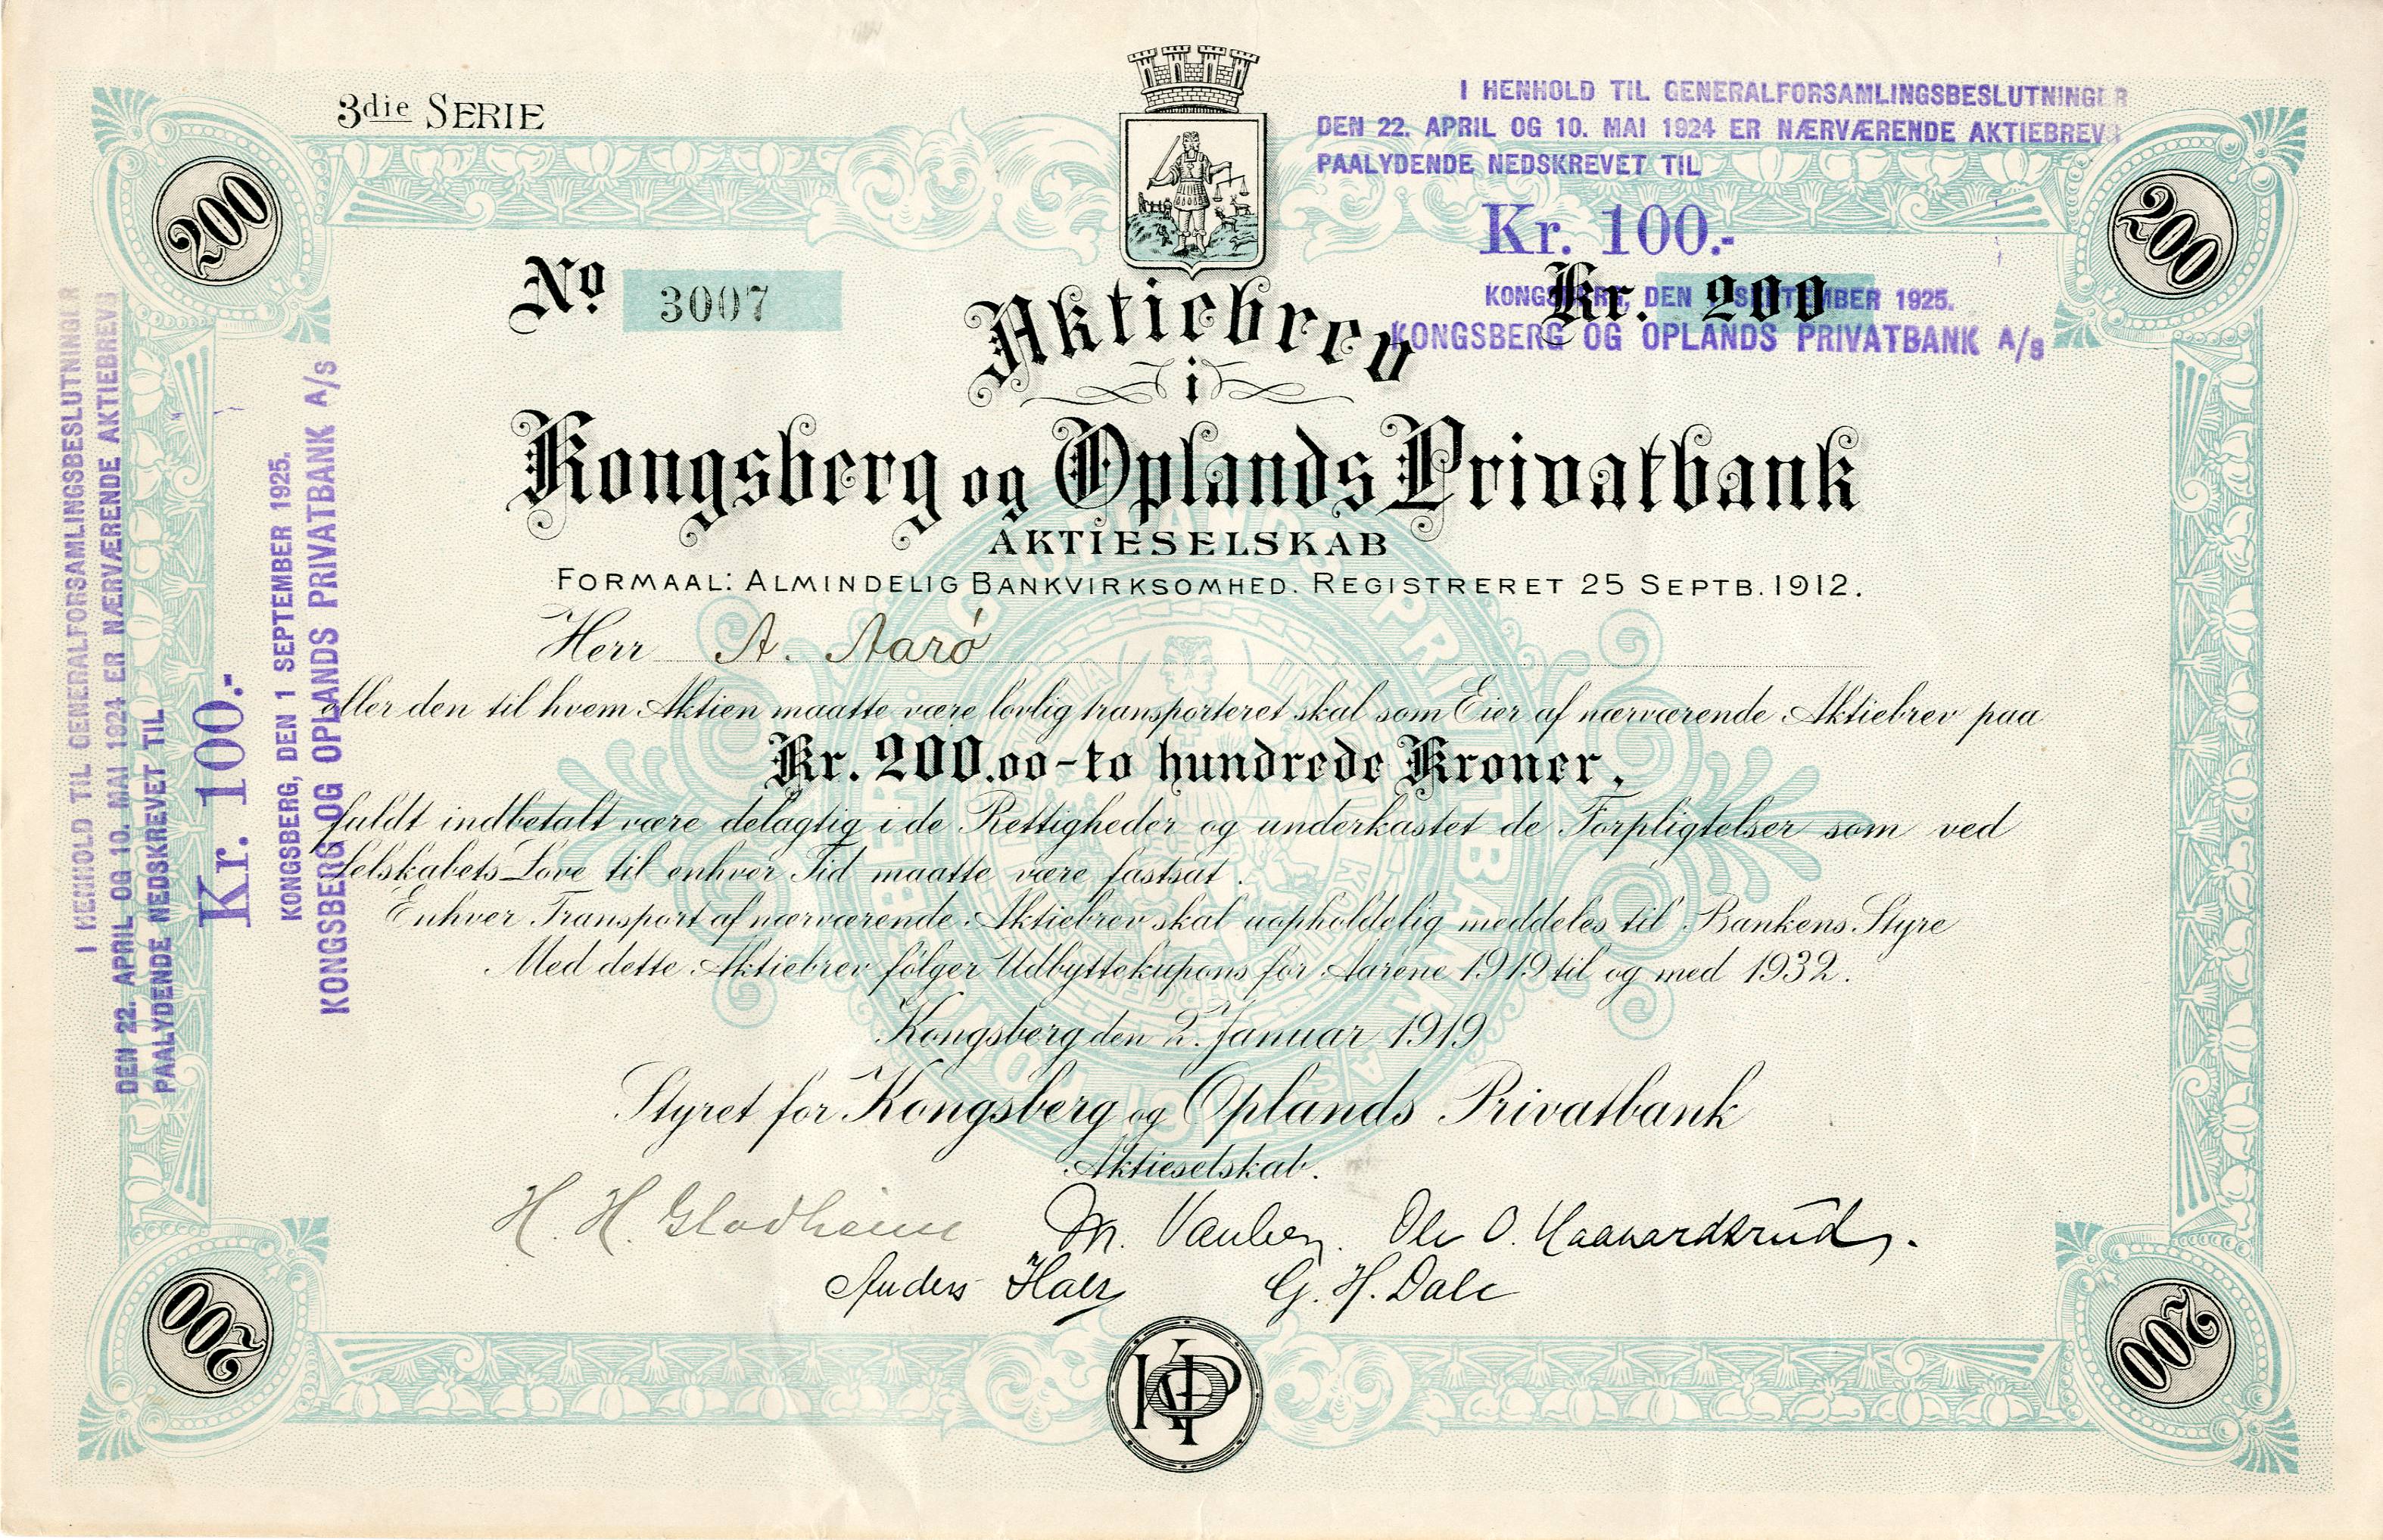 3die SERIE
I HENHOLD TIL GENERALFORSAMLINGSBESLUTNINGER
DEN 22. APRIL OG 10. MAI 1924 ER NÆRVÆRENDE AKTIEBREVS
PAALYDENDE NEDSKREVET TIL
Kr. 100.-
KONGSBERG, DEN 1 SEPTEMBER 1925.
KONGSBERG OG OPLANDS PRIVATBANK A/s
200
200
No 3007
Kr. 200
Aktiebrev
i
Kongsberg og Oplands Privatbank
AKTIESELSKAB
FORMAAL: ALMINDELIG BANKVIRKSOMHED. REGISTRERET 25 SEPTB. 1912.
Herr A. Aarö
eller den til hvem Aktien maatte være lovlig transporteret skal som Eier af nærværende Aktiebrev paa
Kr. 200.00-to hundrede Kroner,
fuldt indbetalt være delagtig i de Rettigheder og underkastet de Forpligtelser som ved
Selskabets Love til enhver Tid maatte være fastsat.
Enhver Transport af nærværende Aktiebrev skal uopholdelig meddeles til Bankens Styre
Med dette Aktiebrev følger Udbyttekupons for Aarene 1919 til og med 1932.
Kongsberg den 2. Januar 1919
Styret for Kongsberg og Oplands Privatbank
Aktieselskab.
H. H.
M.
Ole O.
Anders
G. H. Dale
200
KOP
200
I HENHOLD TIL GENERALFORSAMLINGSBESLUTNINGER
DEN 22. APRIL OG 10. MAI 1924 ER NÆRVÆRENDE AKTIEBREVS
PAALYDENDE NEDSKREVET TIL
Kr. 100.-
KONGSBERG, DEN 1 SEPTEMBER 1925.
KONGSBERG OG OPLANDS PRIVATBANK A/s